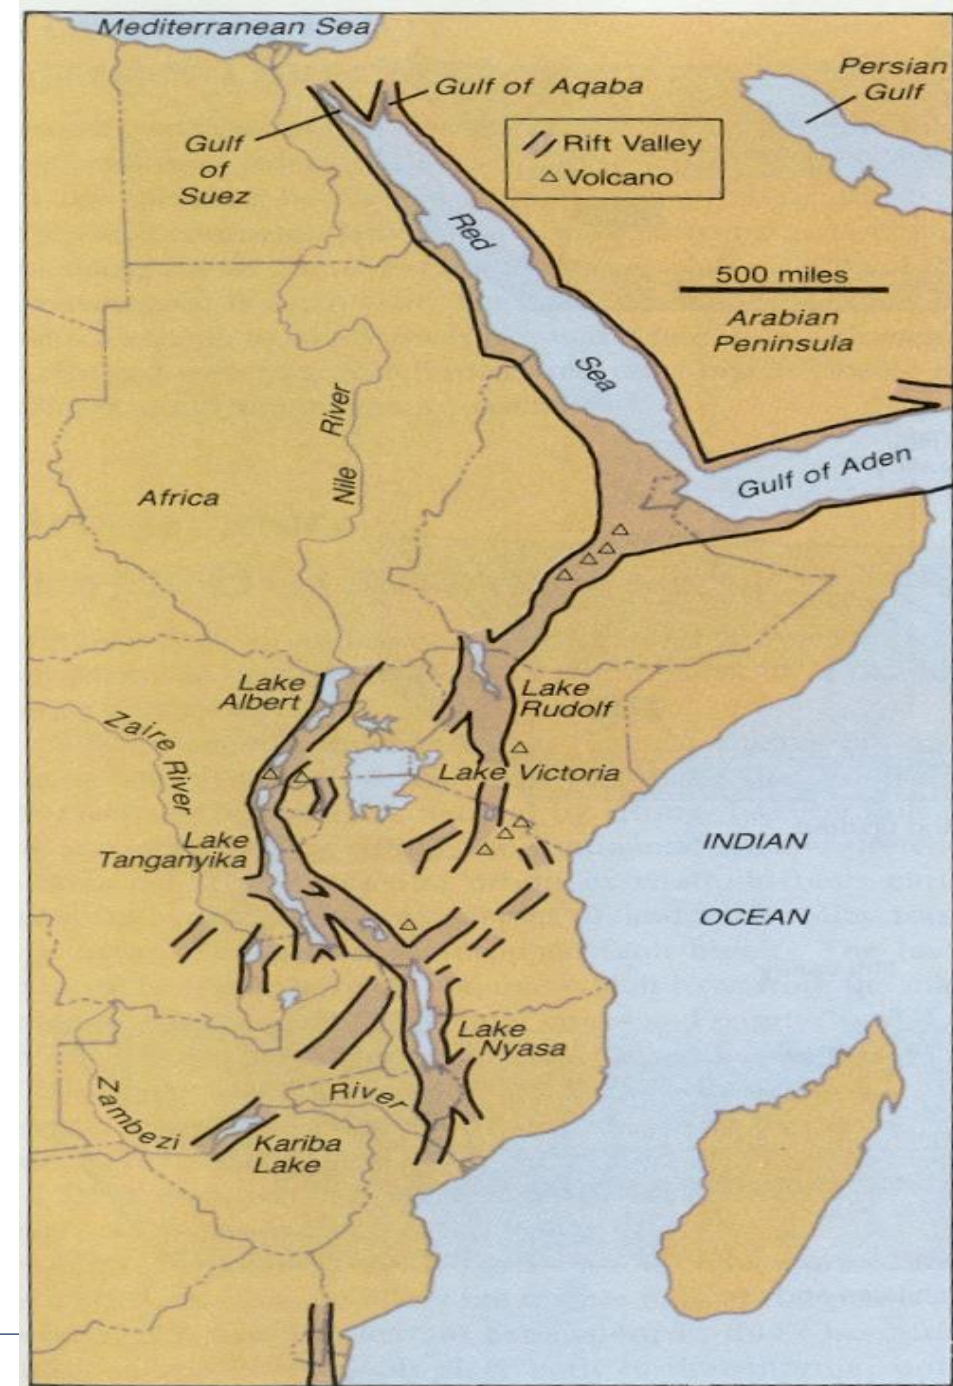 Mediterranean Sea
Gulf of Aqaba
Persian
Gulf
Gulf
of
Suez
Rift Valley
Volcano
Red
Sea
500 miles
Arabian
Peninsula
Nile River
Gulf of Aden
Africa
Lake
Albert
Lake
Rudolf
Zaire River
Lake Victoria
Lake
Tanganyika
INDIAN
OCEAN
Lake
Nyasa
Zambezi River
Kariba
Lake